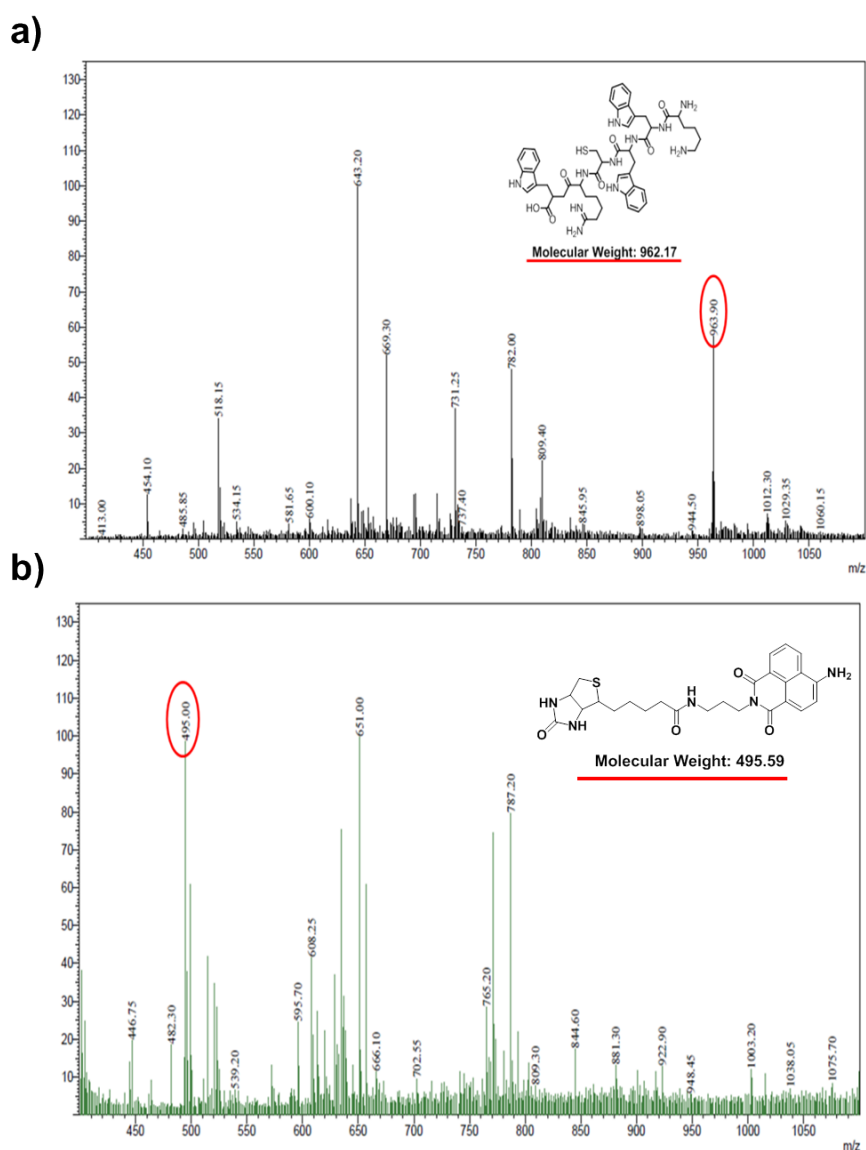 a)
130
120
110
100
90
80
70
60
50
40
30
20
10
413.00
454.10
485.85
518.15
534.15
581.65
600.10
643.20
669.30
731.25
737.40
782.00
809.40
845.95
898.05
944.50
963.90
1012.30
1029.35
1060.15
450 500 550 600 650 700 750 800 850 900 950 1000 1050
m/z
HN
O
NH2
NH
O
NH
H2N
O
HS
NH
O
NH
HN
O
NH
O
HN
HO
O
NH
H2N
Molecular Weight: 962.17
b)
130
120
110
100
90
80
70
60
50
40
30
20
10
446.75
482.30
495.00
539.20
595.70
608.25
651.00
666.10
702.55
765.20
787.20
809.30
844.60
881.30
922.90
948.45
1003.20
1038.05
1075.70
450 500 550 600 650 700 750 800 850 900 950 1000 1050
m/z
NH2
O
S
H
N
N
HN
NH
O
O
O
Molecular Weight: 495.59